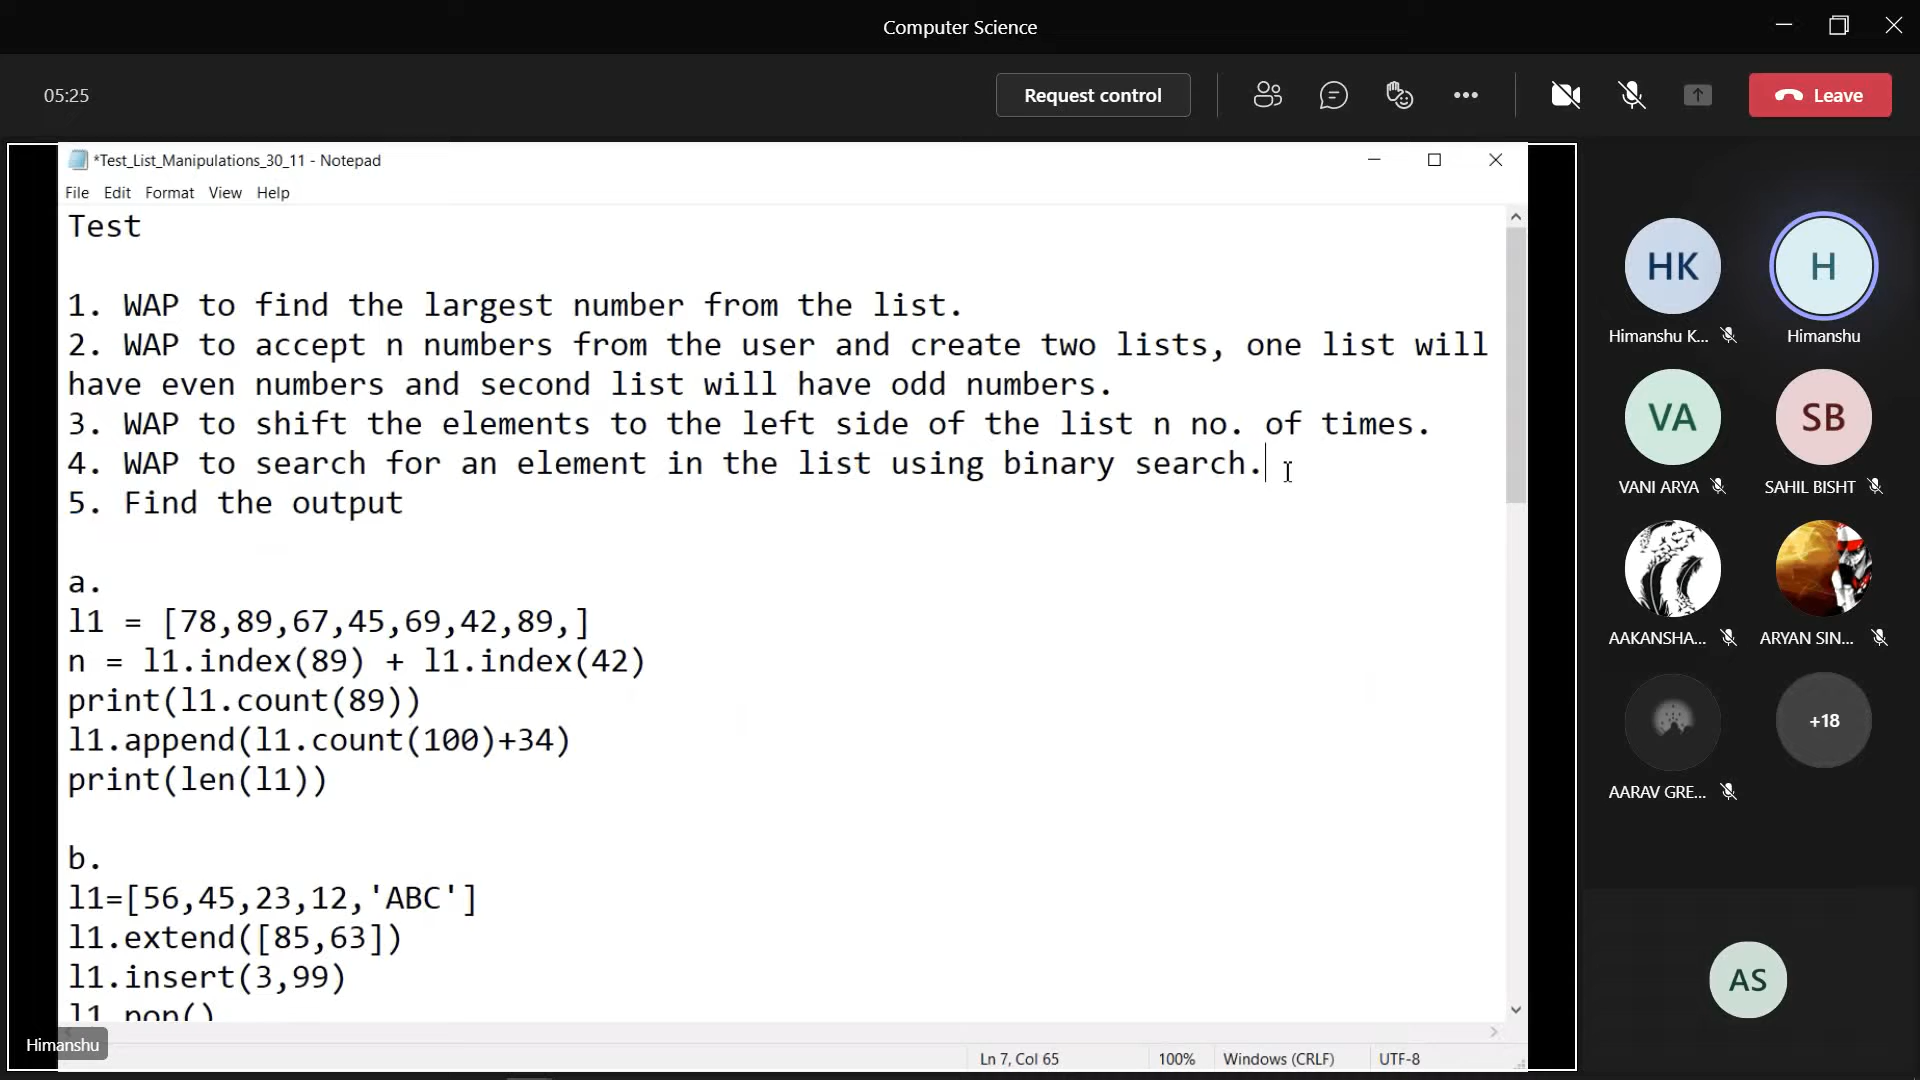 Computer Science
05:25
Request control
Leave
*Test_List_Manipulations_30_11 - Notepad
File Edit Format View Help
Test
1. WAP to find the largest number from the list.
2. WAP to accept n numbers from the user and create two lists, one list will
have even numbers and second list will have odd numbers.
3. WAP to shift the elements to the left side of the list n no. of times.
4. WAP to search for an element in the list using binary search.
5. Find the output
a.
l1 = [78,89,67,45,69,42,89,]
n = l1.index(89) + l1.index(42)
print(l1.count(89))
l1.append(l1.count(100)+34)
print(len(l1))
b.
l1=[56,45,23,12,'ABC']
l1.extend([85,63])
l1.insert(3,99)
l1.pop()
Himanshu
Ln 7, Col 65
100%
Windows (CRLF)
UTF-8
HK
H
Himanshu K...
Himanshu
VA
SB
VANI ARYA
SAHIL BISHT
AAKANSHA...
ARYAN SIN...
+18
AARAV GRE...
AS